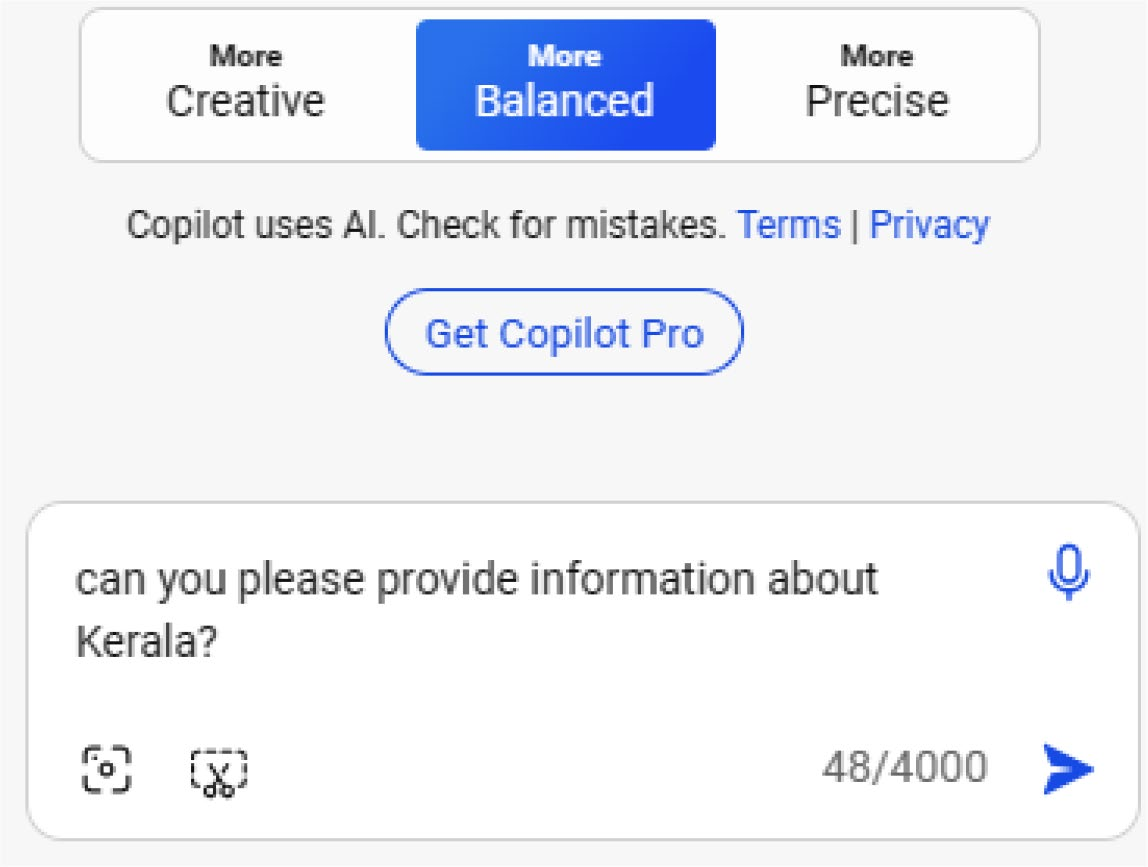 More More More
Creative Balanced Precise
Copilot uses AI. Check for mistakes. Terms | Privacy
Get Copilot Pro
can you please provide information about
Kerala?
48/4000